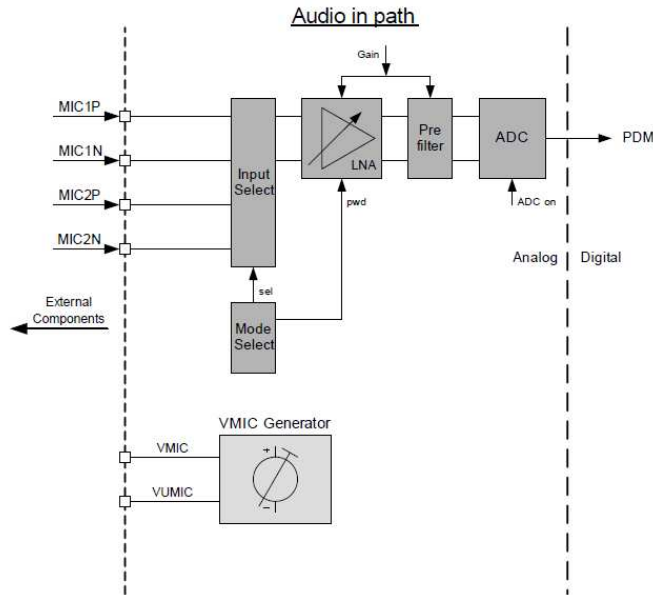 Audio in path
Gain
MIC1P
MIC1N
MIC2P
MIC2N
Input
Select
LNA
Pre
filter
ADC
PDM
pwd
ADC on
Analog
Digital
sel
External
Components
Mode
Select
VMIC Generator
VMIC
VUMIC
+
-